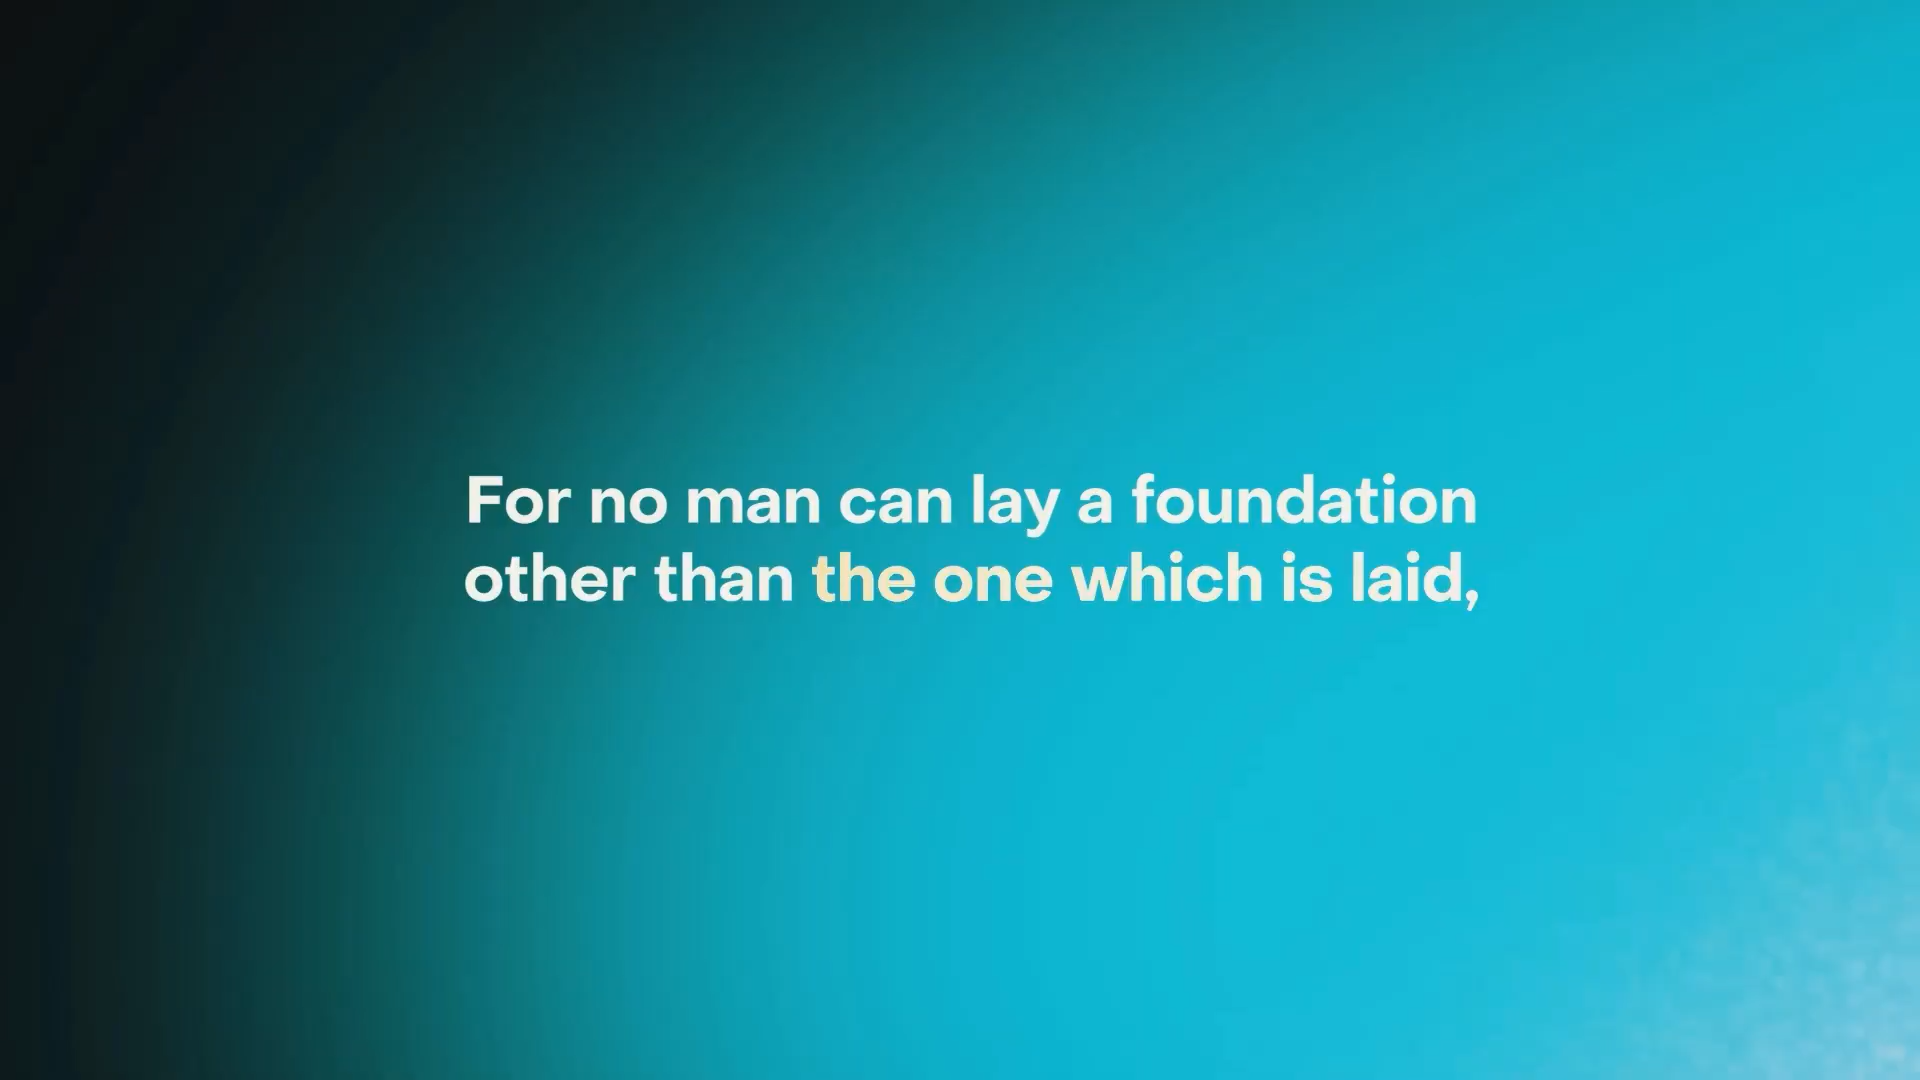 For no man can lay a foundation
other than the one which is laid,